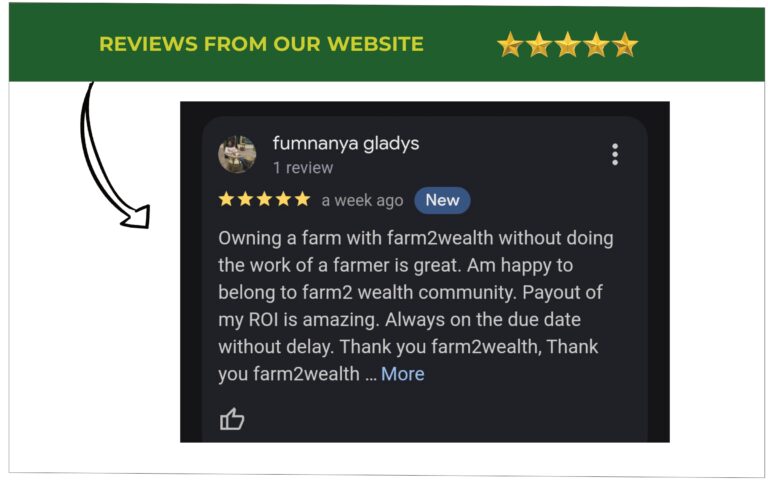 REVIEWS FROM OUR WEBSITE
fumnanya gladys
1 review
a week ago New
Owning a farm with farm2wealth without doing
the work of a farmer is great. Am happy to
belong to farm2 wealth community. Payout of
my ROI is amazing. Always on the due date
without delay. Thank you farm2wealth, Thank
you farm2wealth ... More